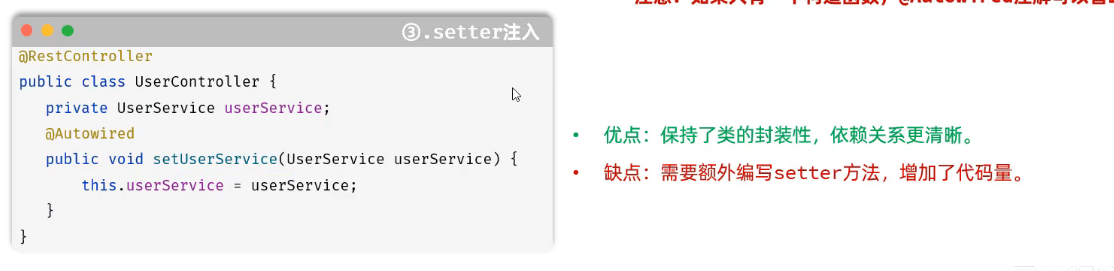 ③.setter注入
@RestController
public class UserController {
private UserService userService;
@Autowired
public void setUserService(UserService userService) {
this.userService = userService;
}
}
• 优点：保持了类的封装性，依赖关系更清晰。
• 缺点：需要额外编写setter方法，增加了代码量。